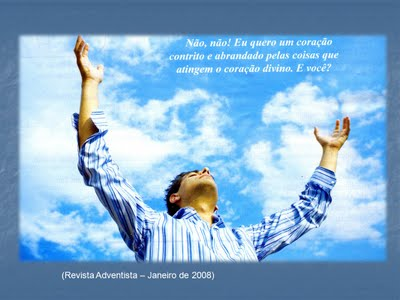 Não, não! Eu quero um coração
contrito e abrandado pelas coisas que
atingem o coração divino. E você?
(Revista Adventista – Janeiro de 2008)